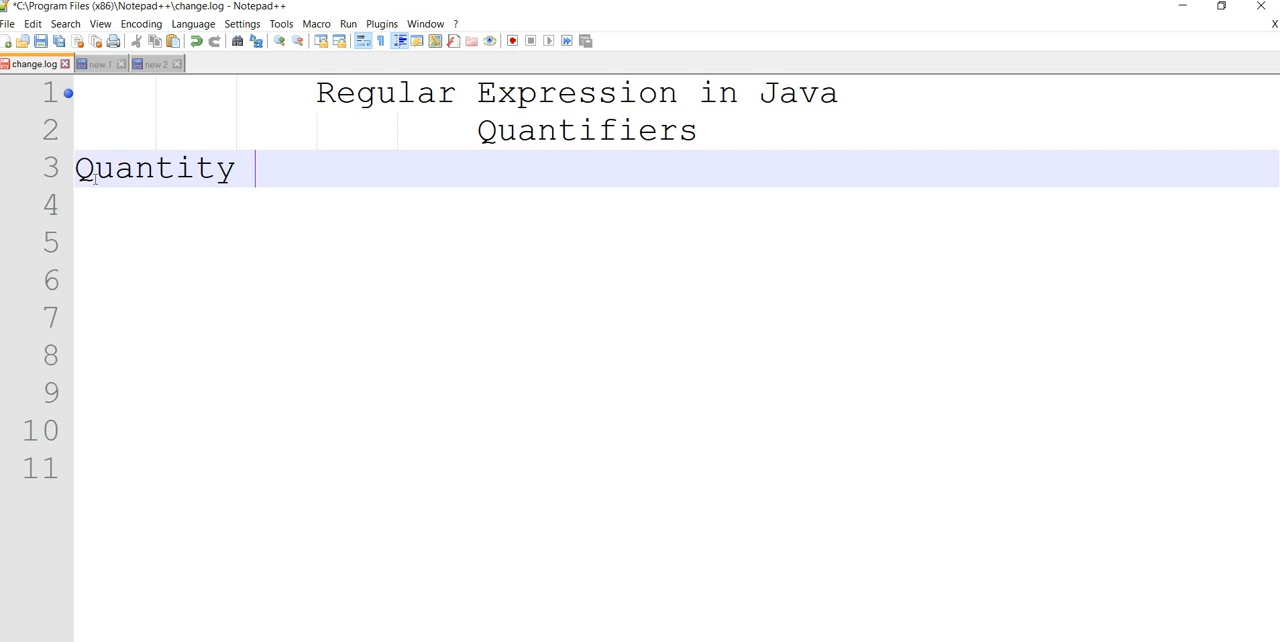 *C:\Program Files (x86)\Notepad++\change.log - Notepad++
File Edit Search View Encoding Language Settings Tools Macro Run Plugins Window ? X
change.log new 1 new 2
1 Regular Expression in Java
2 Quantifiers
3 Quantity
4
5
6
7
8
9
10
11